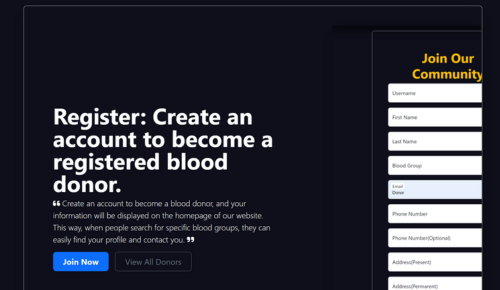 Register: Create an
account to become a
registered blood
donor.
❝ Create an account to become a blood donor, and your
information will be displayed on the homepage of our website.
This way, when people search for specific blood groups, they can
easily find your profile and contact you. ❞
Join Now
View All Donors
Join Our
Community
Username
First Name
Last Name
Blood Group
Email
Donor
Phone Number
Phone Number(Optional)
Address(Present)
Address(Permanent)